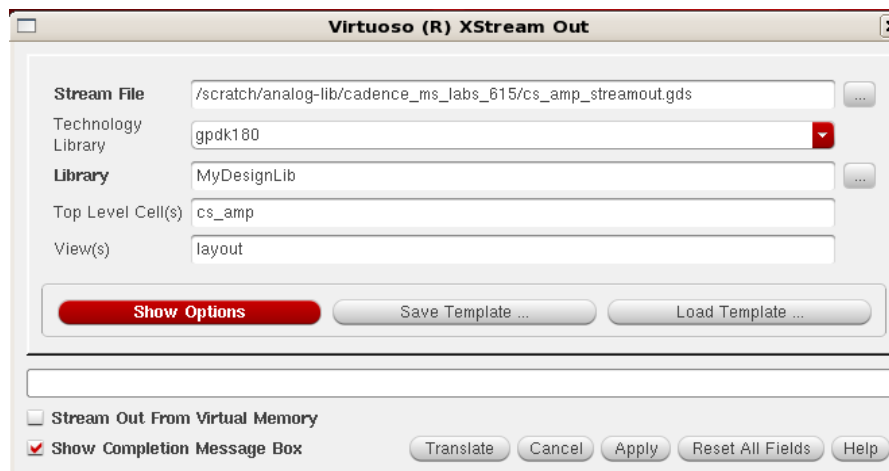 Virtuoso (R) XStream Out
Stream File /scratch/analog-lib/cadence_ms_labs_615/cs_amp_streamout.gds ...
Technology
Library gpdk180
Library MyDesignLib ...
Top Level Cell(s) cs_amp
View(s) layout
Show Options Save Template ... Load Template ...
Stream Out From Virtual Memory
Show Completion Message Box Translate Cancel Apply Reset All Fields Help